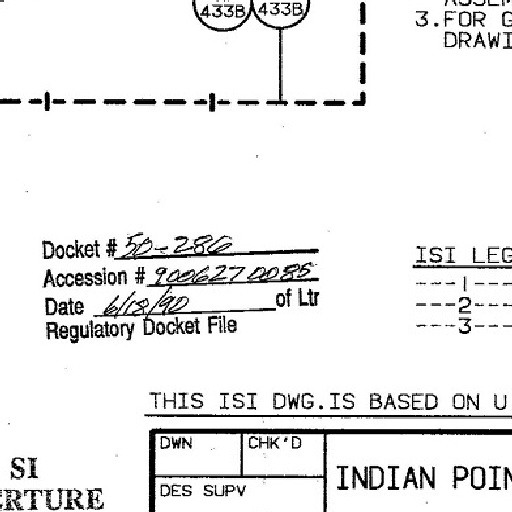 433B 433B
3.FOR G
DRAWI
Docket # 50-286
Accession # 9006270085
Date 6/18/90 of Ltr
Regulatory Docket File
ISI LEG
---1---
---2---
---3---
THIS ISI DWG.IS BASED ON U
DWN CHK'D
INDIAN POIN
DES SUPV
SI
ERTURE